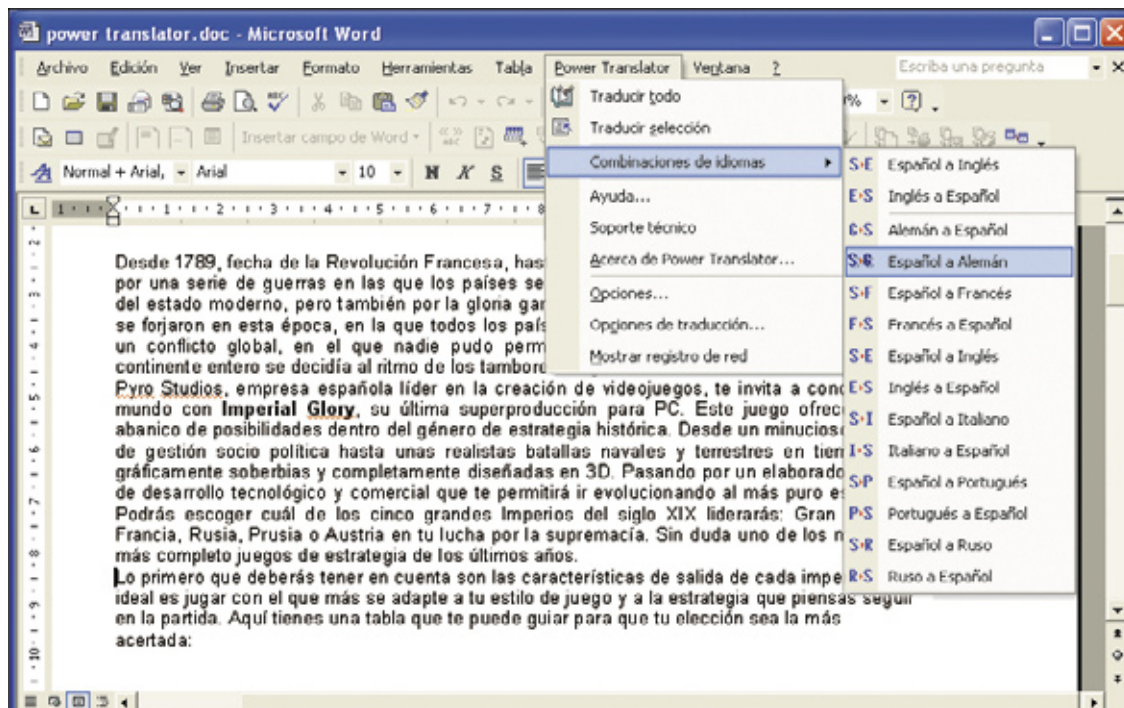 power translator.doc - Microsoft Word
Archivo Edición Ver Insertar Formato Herramientas Tabla Power Translator Ventana ? Escriba una pregunta
Insertar campo de Word
Normal + Arial, Arial 10 N K S
Traducir todo
Traducir selección
Combinaciones de idiomas
Ayuda...
Soporte técnico
Acerca de Power Translator...
Opciones...
Opciones de traducción...
Mostrar registro de red
S·E Español a Inglés
E·S Inglés a Español
G·S Alemán a Español
S·G Español a Alemán
S·F Español a Francés
F·S Francés a Español
S·E Español a Inglés
E·S Inglés a Español
S·I Español a Italiano
I·S Italiano a Español
S·P Español a Portugués
P·S Portugués a Español
S·R Español a Ruso
R·S Ruso a Español
1 1 2 3 4 5 6 7 8
Desde 1789, fecha de la Revolución Francesa, has
por una serie de guerras en las que los países se
del estado moderno, pero también por la gloria gar
se forjaron en esta época, en la que todos los país
un conflicto global, en el que nadie pudo perm
continente entero se decidía al ritmo de los tambore
Pyro Studios, empresa española líder en la creación de videojuegos, te invita a cono
mundo con Imperial Glory, su última superproducción para PC. Este juego ofrec
abanico de posibilidades dentro del género de estrategia histórica. Desde un minucioso
de gestión socio política hasta unas realistas batallas navales y terrestres en tiem
gráficamente soberbias y completamente diseñadas en 3D. Pasando por un elaborado
de desarrollo tecnológico y comercial que te permitirá ir evolucionando al más puro es
Podrás escoger cuál de los cinco grandes Imperios del siglo XIX liderarás: Gran
Francia, Rusia, Prusia o Austria en tu lucha por la supremacía. Sin duda uno de los m
más completo juegos de estrategia de los últimos años.
Lo primero que deberás tener en cuenta son las características de salida de cada impe
ideal es jugar con el que más se adapte a tu estilo de juego y a la estrategia que piensas seguir
en la partida. Aquí tienes una tabla que te puede guiar para que tu elección sea la más
acertada: